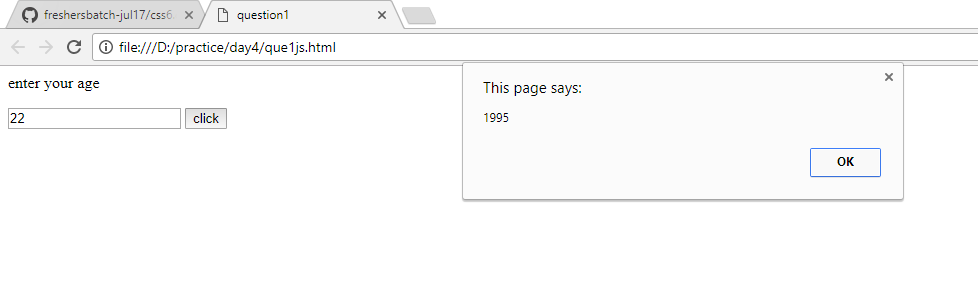 freshersbatch-jul17/css6
question1
file:///D:/practice/day4/que1js.html
enter your age
22 click
This page says:
1995
OK